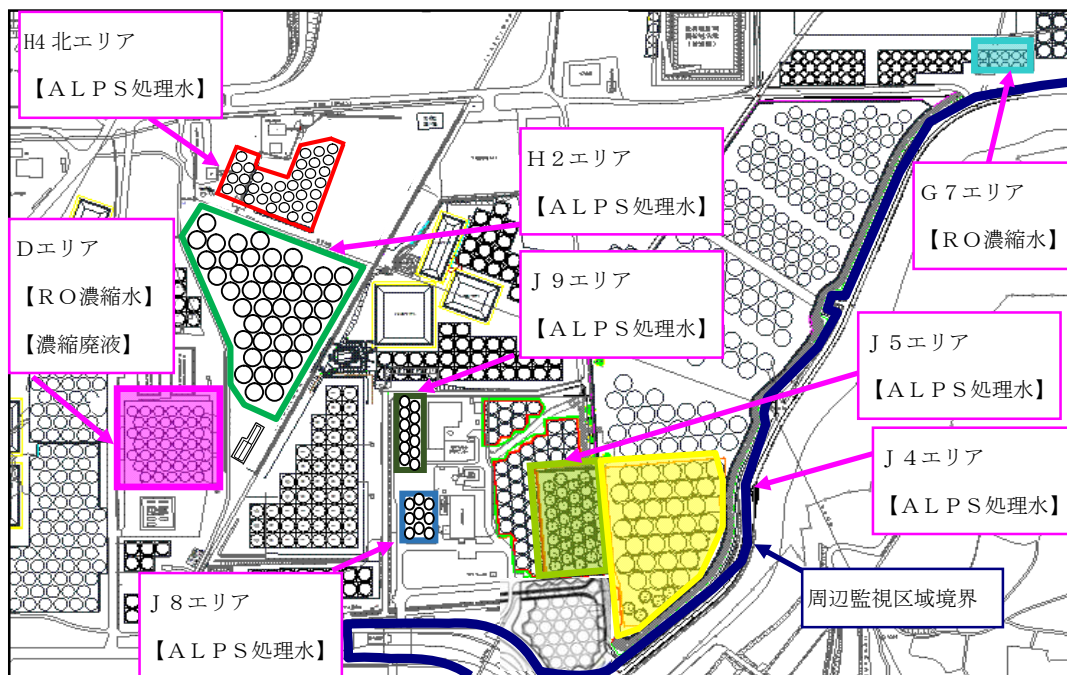 H4 北エリア
【ＡＬＰＳ処理水】
Ｈ２エリア
【ＡＬＰＳ処理水】
Ｇ７エリア
【ＲＯ濃縮水】
Ｄエリア
【ＲＯ濃縮水】
【濃縮廃液】
Ｊ９エリア
【ＡＬＰＳ処理水】
Ｊ５エリア
【ＡＬＰＳ処理水】
Ｊ４エリア
【ＡＬＰＳ処理水】
Ｊ８エリア
【ＡＬＰＳ処理水】
周辺監視区域境界